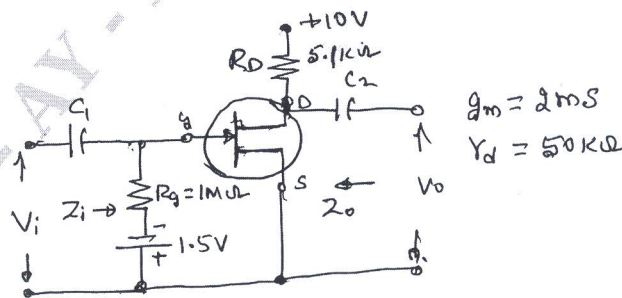 +10V
RD 5.1KΩ
C2
D
C1
g
gm = 2mS
rd = 50KΩ
S
Rg = 1MΩ
Vi Zi → Zo Vo
1.5V
- +